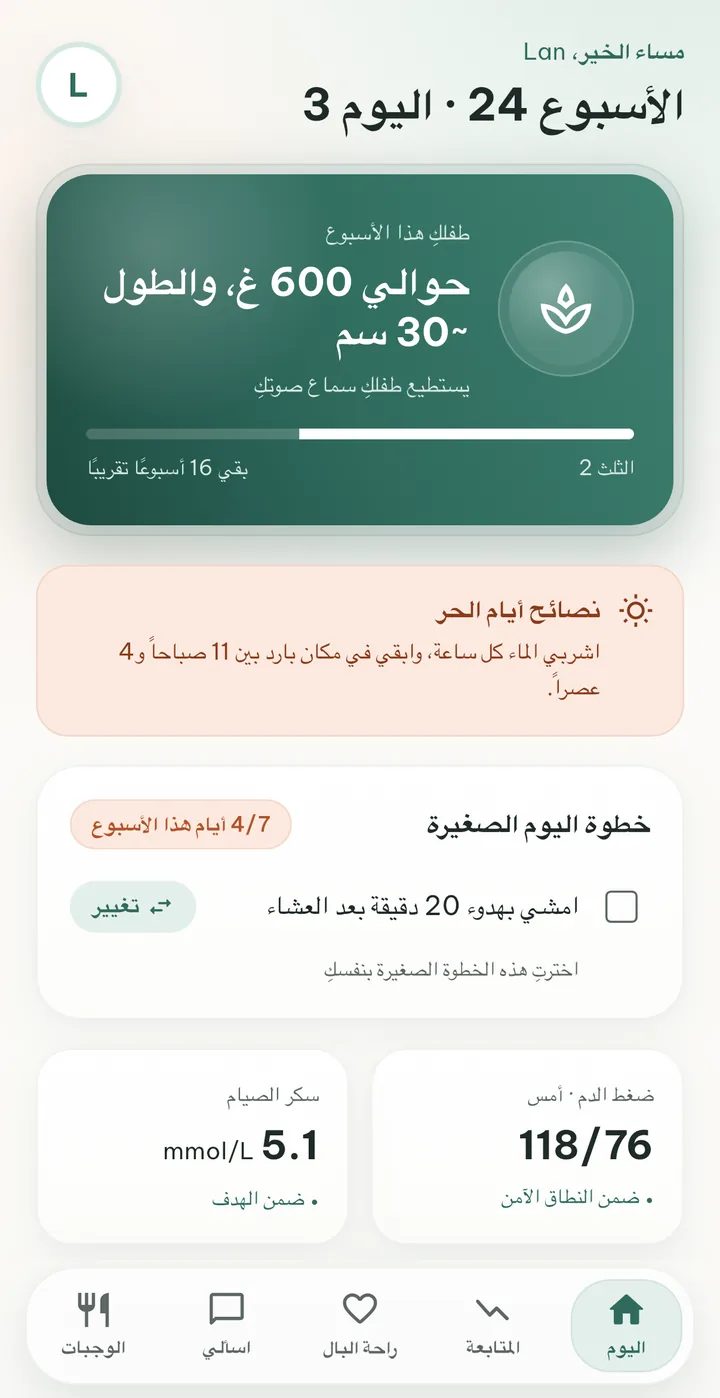 مساء الخير، Lan
L
الأسبوع 24 · اليوم 3
طفلكِ هذا الأسبوع
حوالي 600 غ، والطول
~30 سم
يستطيع طفلكِ سماع صوتكِ
الثلث 2
بقي 16 أسبوعًا تقريبًا
نصائح أيام الحر
اشربي الماء كل ساعة، وابقي في مكان بارد بين 11 صباحاً و4
عصراً.
خطوة اليوم الصغيرة
4/7 أيام هذا الأسبوع
امشي بهدوء 20 دقيقة بعد العشاء
تغيير
اخترتِ هذه الخطوة الصغيرة بنفسكِ
ضغط الدم · أمس
118/76
• ضمن النطاق الآمن
سكر الصيام
5.1 mmol/L
• ضمن الهدف
اليوم
المتابعة
راحة البال
اسألي
الوجبات